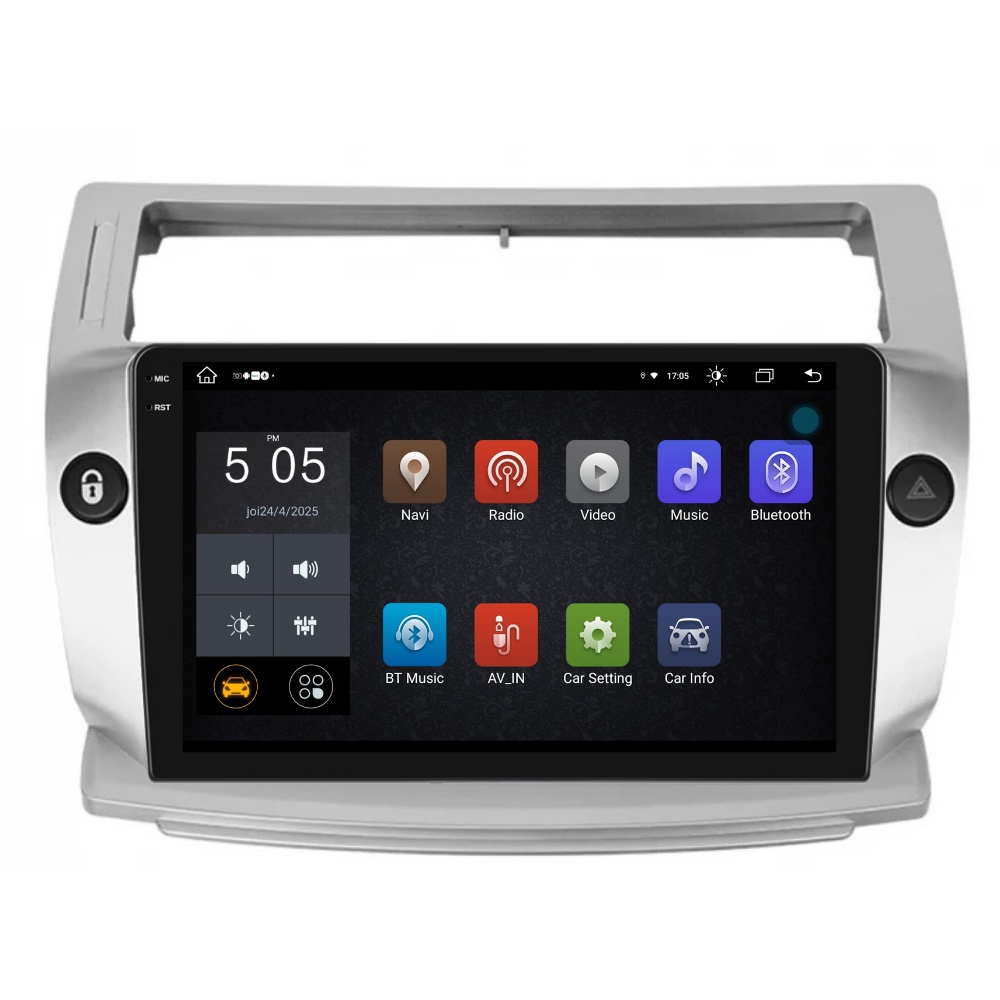 MIC
RST
17:05
PM
5 05
joi24/4/2025
Navi
Radio
Video
Music
Bluetooth
BT Music
AV_IN
Car Setting
Car Info